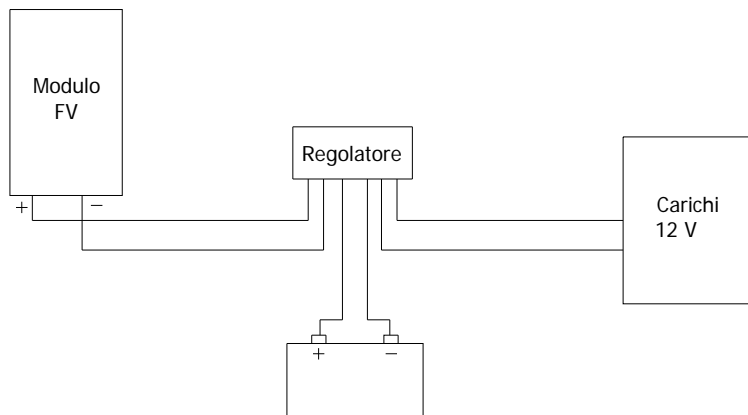 Modulo
FV
+ −
Regolatore
Carichi
12 V
+ −